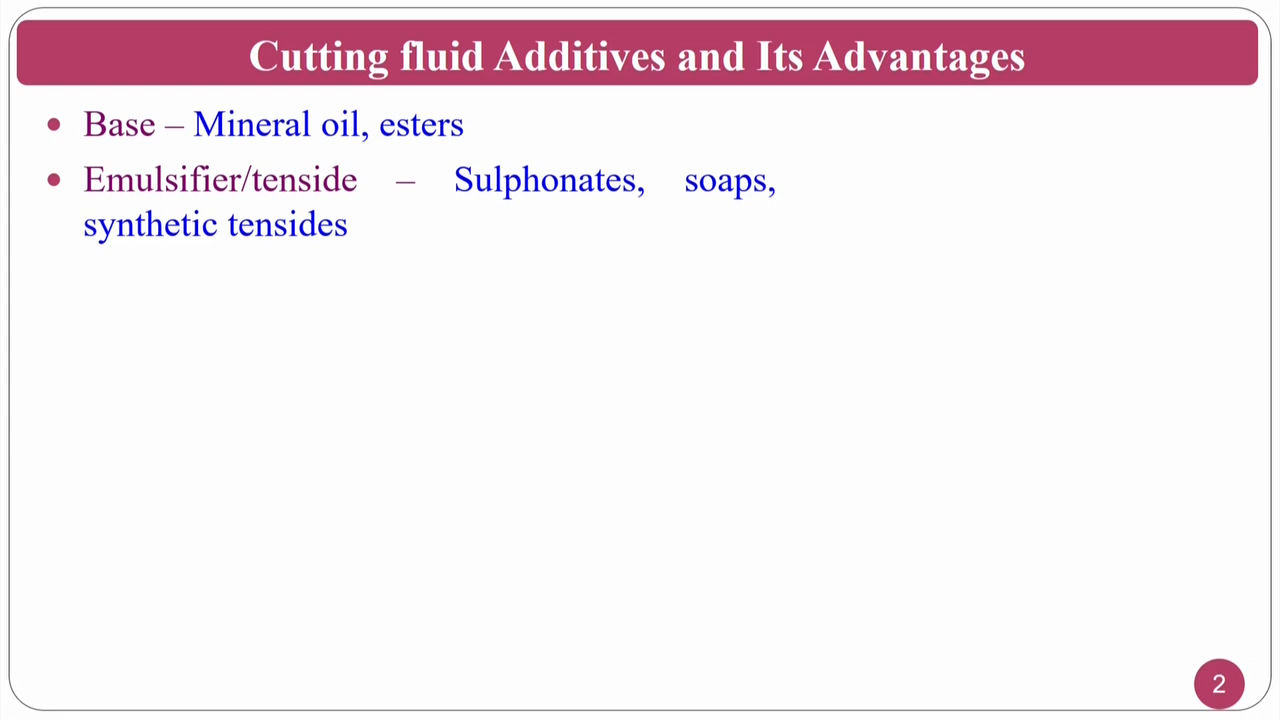 Cutting fluid Additives and Its Advantages
• Base – Mineral oil, esters
• Emulsifier/tenside – Sulphonates, soaps,
synthetic tensides
2